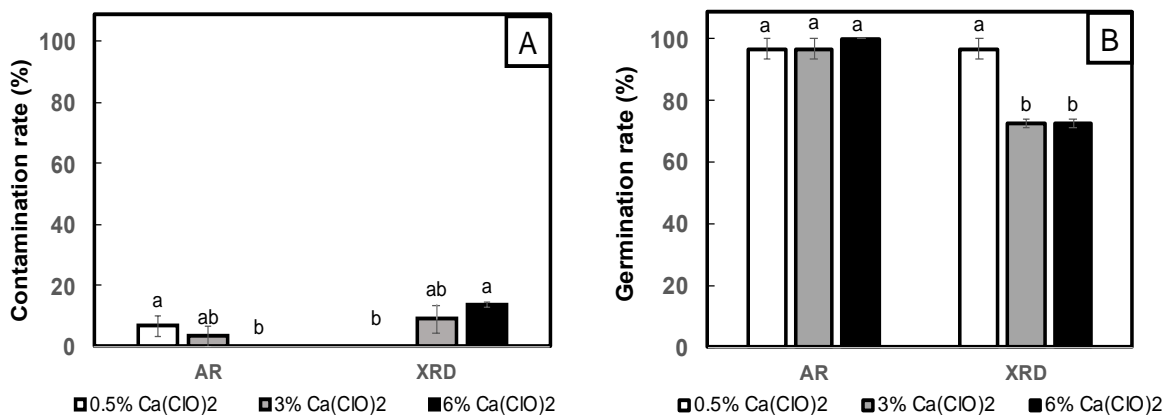 A
Contamination rate (%)
100
80
60
40
20
0
a
ab
b
b
ab
a
AR
XRD
0.5% Ca(ClO)2
3% Ca(ClO)2
6% Ca(ClO)2
B
Germination rate (%)
100
80
60
40
20
0
a
a
a
a
b
b
AR
XRD
0.5% Ca(ClO)2
3% Ca(ClO)2
6% Ca(ClO)2